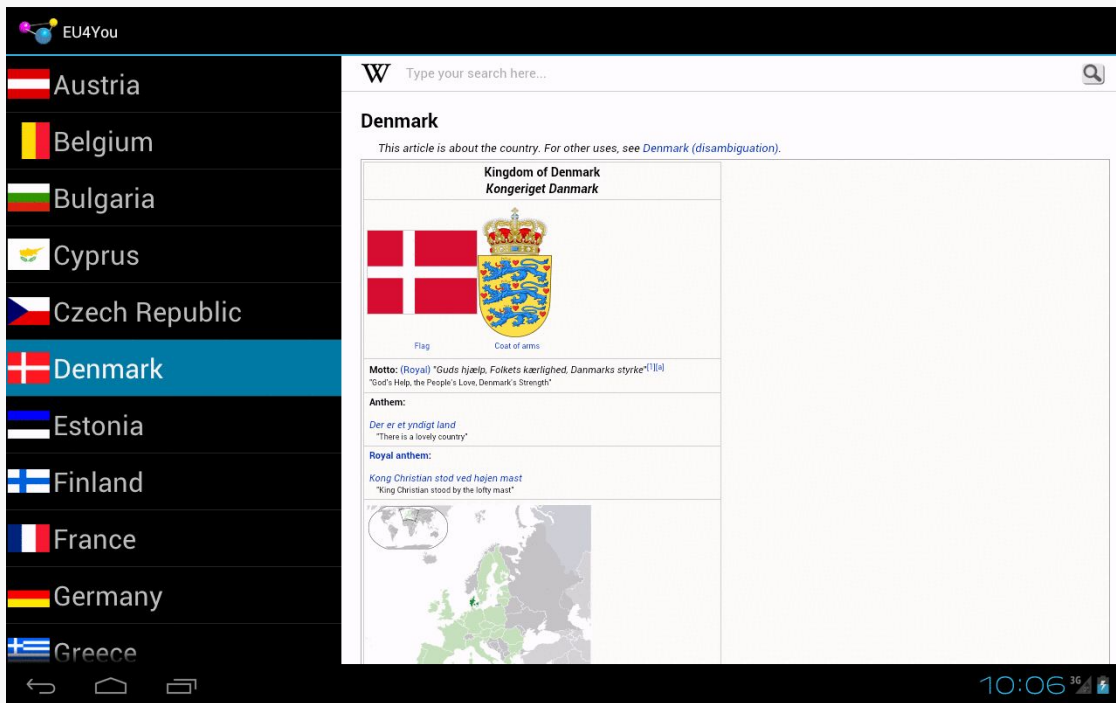 EU4You
Austria
Belgium
Bulgaria
Cyprus
Czech Republic
Denmark
Estonia
Finland
France
Germany
Greece
W Type your search here...
Denmark
This article is about the country. For other uses, see Denmark (disambiguation).
Kingdom of Denmark
Kongeriget Danmark
Flag Coat of arms
Motto: (Royal) "Guds hjælp, Folkets kærlighed, Danmarks styrke"[1][a]
"God's Help, the People's Love, Denmark's Strength"
Anthem:
Der er et yndigt land
"There is a lovely country"
Royal anthem:
Kong Christian stod ved højen mast
"King Christian stood by the lofty mast"
10:06 3G